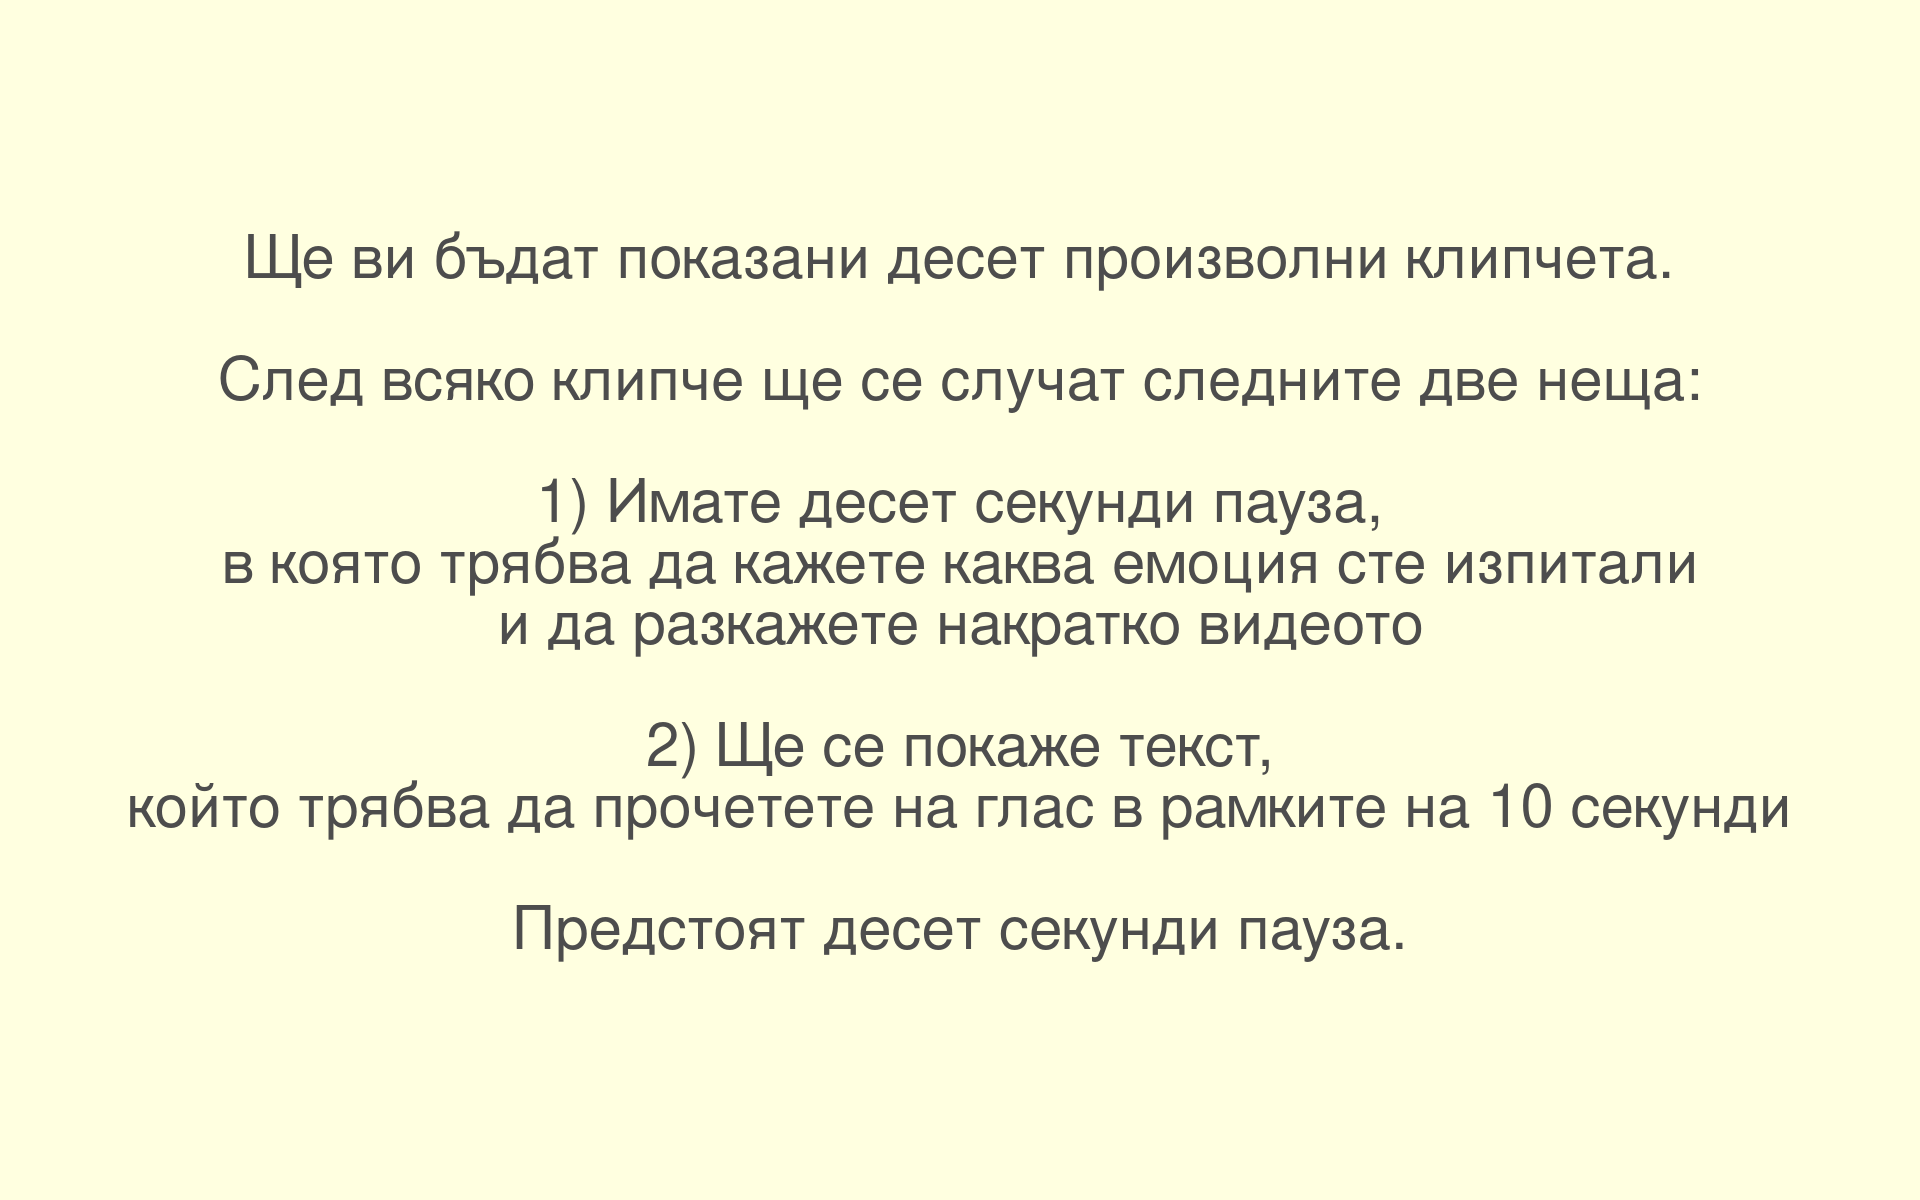 Ще ви бъдат показани десет произволни клипчета.
След всяко клипче ще се случат следните две неща:
1) Имате десет секунди пауза,
в която трябва да кажете каква емоция сте изпитали
и да разкажете накратко видеото
2) Ще се покаже текст,
който трябва да прочетете на глас в рамките на 10 секунди
Предстоят десет секунди пауза.